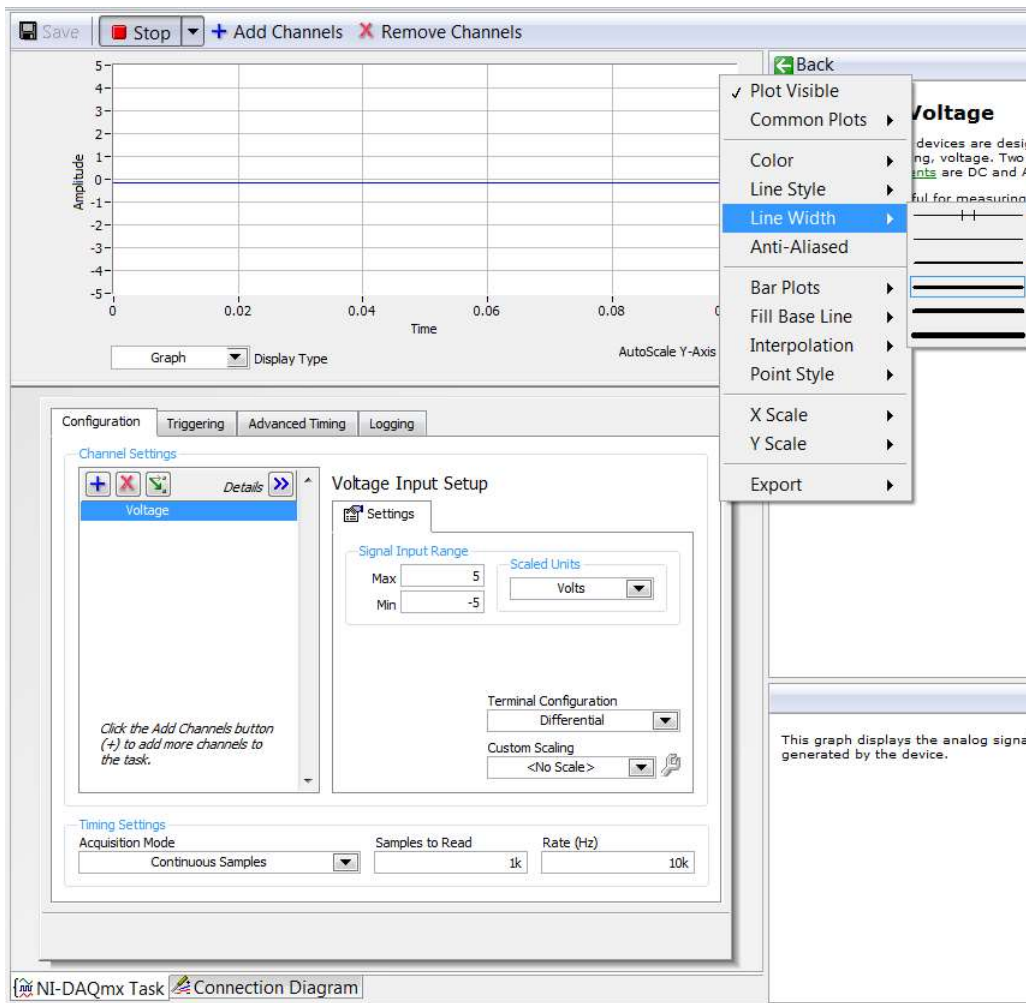 Save
Stop
Add Channels
Remove Channels
5
4
3
2
1
0
-1
-2
-3
-4
-5
Amplitude
0
0.02
0.04
0.06
0.08
Time
Graph
Display Type
AutoScale Y-Axis
Back
Voltage
devices are desi
ng, voltage. Two
ents are DC and A
ful for measuring
✓ Plot Visible
Common Plots
Color
Line Style
Line Width
Anti-Aliased
Bar Plots
Fill Base Line
Interpolation
Point Style
X Scale
Y Scale
Export
Configuration
Triggering
Advanced Timing
Logging
Channel Settings
Details
Voltage
Click the Add Channels button
(+) to add more channels to
the task.
Voltage Input Setup
Settings
Signal Input Range
Max 5
Min -5
Scaled Units
Volts
Terminal Configuration
Differential
Custom Scaling
<No Scale>
Timing Settings
Acquisition Mode
Continuous Samples
Samples to Read
1k
Rate (Hz)
10k
This graph displays the analog signa
generated by the device.
NI-DAQmx Task
Connection Diagram